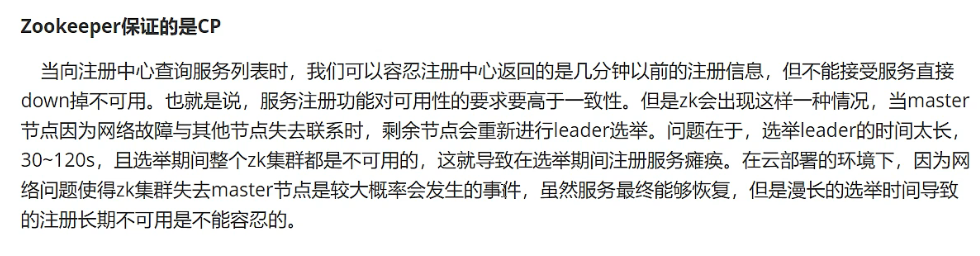 Zookeeper保证的是CP
当向注册中心查询服务列表时，我们可以容忍注册中心返回的是几分钟以前的注册信息，但不能接受服务直接
down掉不可用。也就是说，服务注册功能对可用性的要求要高于一致性。但是zk会出现这样一种情况，当master
节点因为网络故障与其他节点失去联系时，剩余节点会重新进行leader选举。问题在于，选举leader的时间太长，
30~120s，且选举期间整个zk集群都是不可用的，这就导致在选举期间注册服务瘫痪。在云部署的环境下，因为网
络问题使得zk集群失去master节点是较大概率会发生的事件，虽然服务最终能够恢复，但是漫长的选举时间导致
的注册长期不可用是不能容忍的。